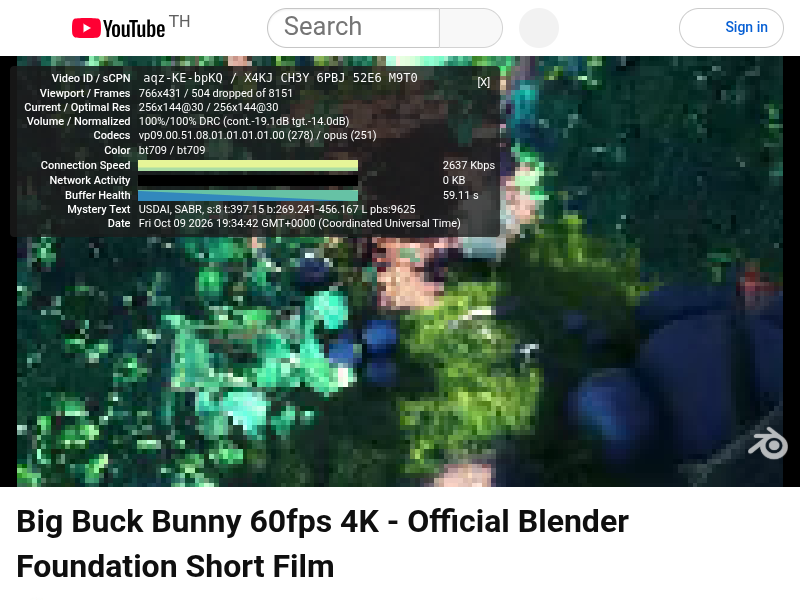 YouTube TH
Search
Sign in
Video ID / sCPN aqz-KE-bpKQ / X4KJ CH3Y 6PBJ 52E6 M9T0
[X]
Viewport / Frames 766x431 / 504 dropped of 8151
Current / Optimal Res 256x144@30 / 256x144@30
Volume / Normalized 100%/100% DRC (cont.-19.1dB tgt.-14.0dB)
Codecs vp09.00.51.08.01.01.01.01.00 (278) / opus (251)
Color bt709 / bt709
Connection Speed 2637 Kbps
Network Activity 0 KB
Buffer Health 59.11 s
Mystery Text USDAI, SABR, s:8 t:397.15 b:269.241-456.167 L pbs:9625
Date Fri Oct 09 2026 19:34:42 GMT+0000 (Coordinated Universal Time)
Big Buck Bunny 60fps 4K - Official Blender
Foundation Short Film